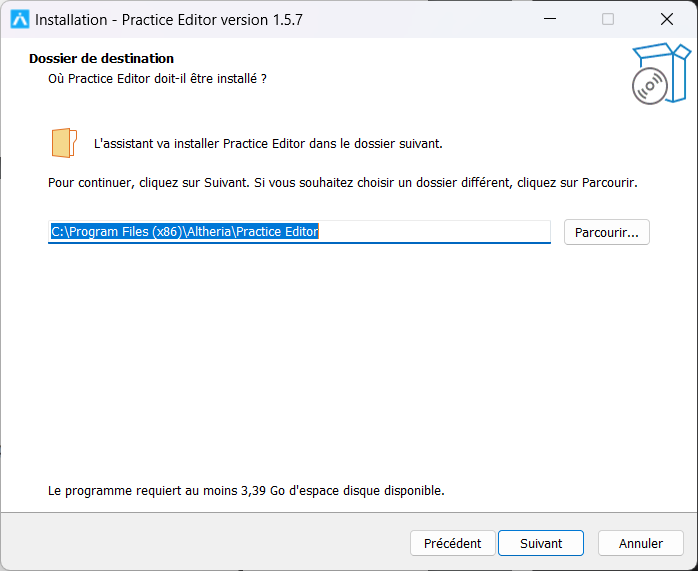 Installation - Practice Editor version 1.5.7
Dossier de destination
Où Practice Editor doit-il être installé ?
L'assistant va installer Practice Editor dans le dossier suivant.
Pour continuer, cliquez sur Suivant. Si vous souhaitez choisir un dossier différent, cliquez sur Parcourir.
C:\Program Files (x86)\Altheria\Practice Editor
Parcourir...
Le programme requiert au moins 3,39 Go d'espace disque disponible.
Précédent
Suivant
Annuler